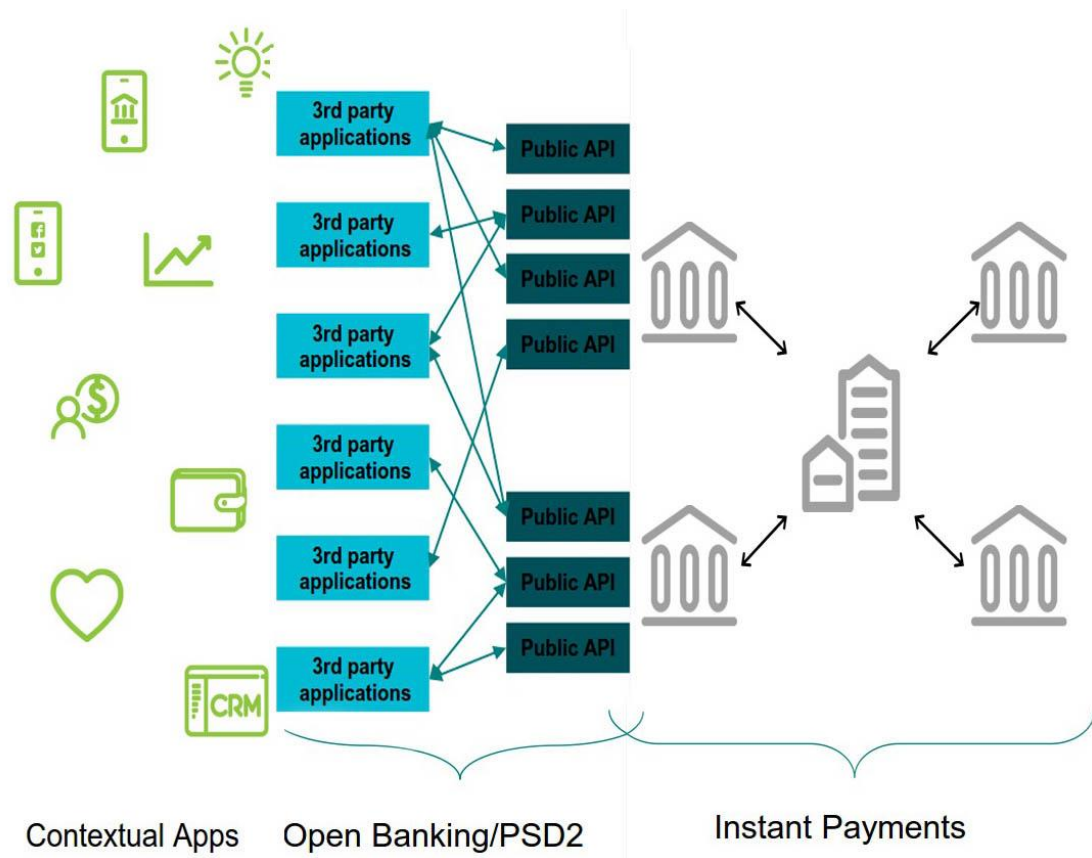 3rd party
applications
3rd party
applications
3rd party
applications
3rd party
applications
3rd party
applications
3rd party
applications
Public API
Public API
Public API
Public API
Public API
Public API
Public API
$
CRM
Contextual Apps
Open Banking/PSD2
Instant Payments